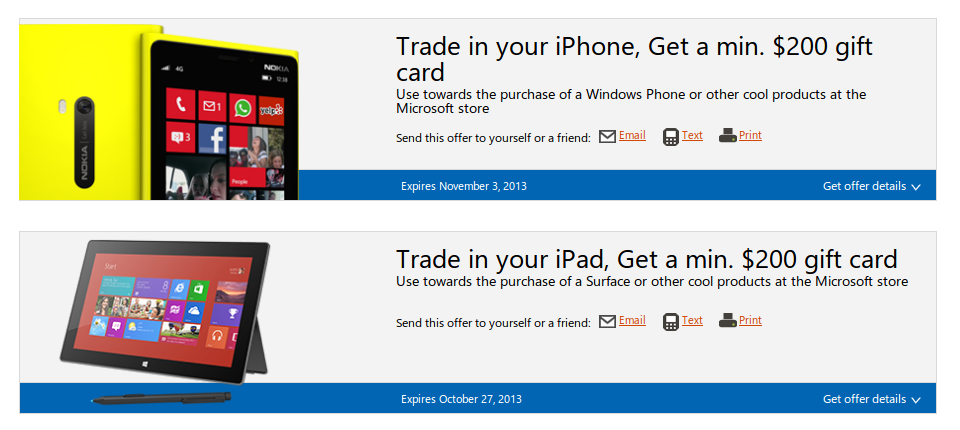 4G
NOKIA
12:38
1
yelp
3
People
NOKIA
Trade in your iPhone, Get a min. $200 gift
card
Use towards the purchase of a Windows Phone or other cool products at the
Microsoft store
Send this offer to yourself or a friend: Email Text Print
Expires November 3, 2013 Get offer details
Start
8
Trade in your iPad, Get a min. $200 gift card
Use towards the purchase of a Surface or other cool products at the Microsoft store
Send this offer to yourself or a friend: Email Text Print
Expires October 27, 2013 Get offer details